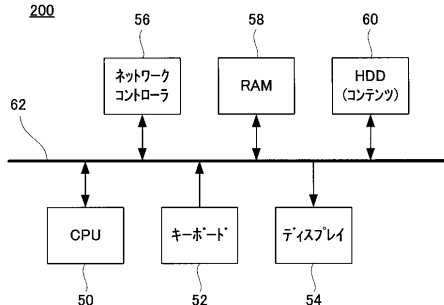 200
56
58
60
ネットワーク
コントローラ
RAM
HDD
(コンテンツ)
62
CPU
キーボード
ディスプレイ
50
52
54